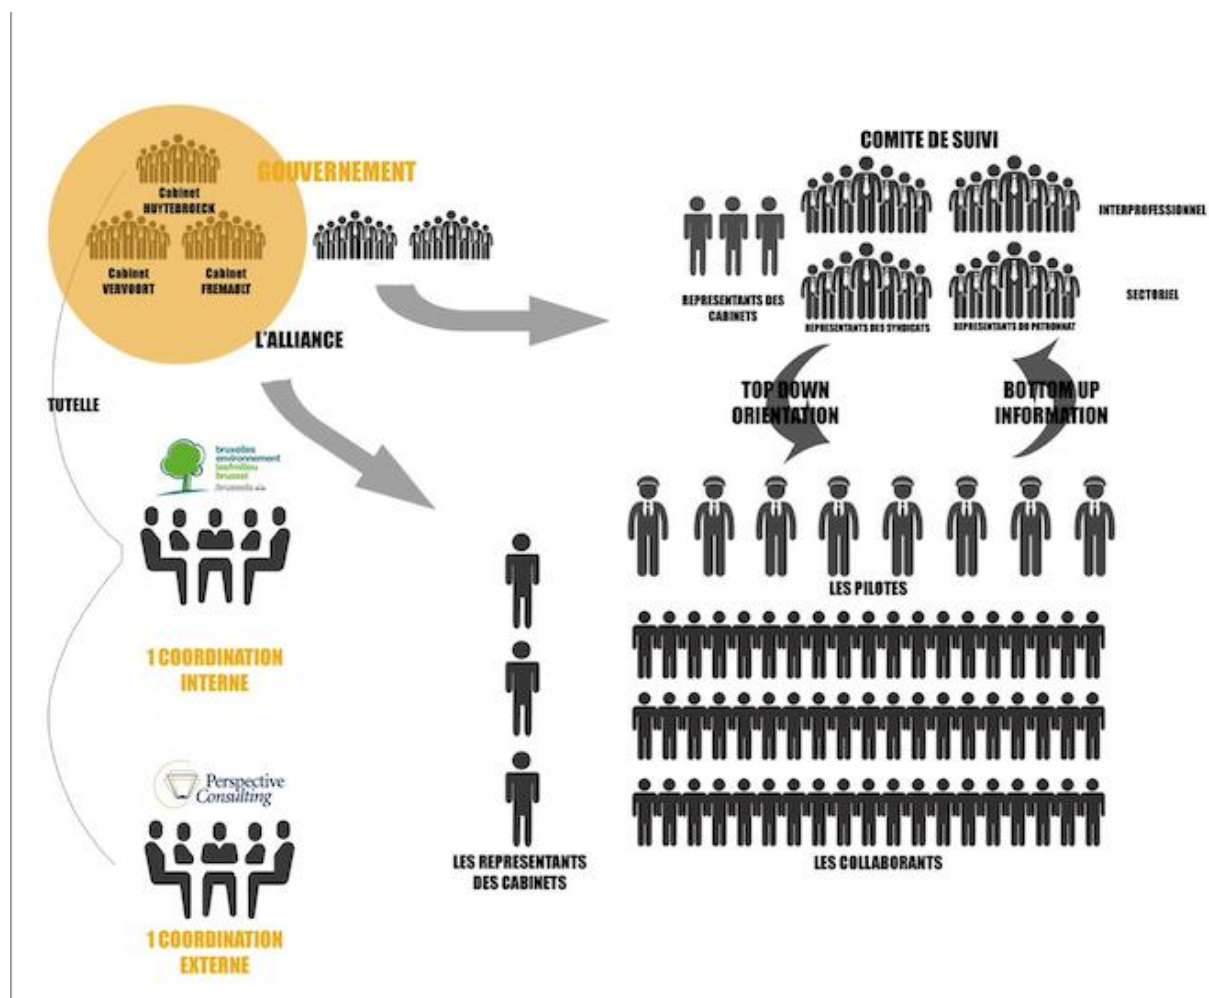 GOUVERNEMENT
Cabinet
HUYTEBROECK
Cabinet
VERVOORT
Cabinet
FREMAULT
L'ALLIANCE
TUTELLE
bruxelles
environnement
leefmilieu
brussel
.brussels
1 COORDINATION
INTERNE
Perspective
Consulting
1 COORDINATION
EXTERNE
LES REPRESENTANTS
DES CABINETS
COMITE DE SUIVI
INTERPROFESSIONNEL
SECTORIEL
REPRESENTANTS DES
CABINETS
REPRESENTANTS DES SYNDICATS
REPRESENTANTS DU PATRONNAT
TOP DOWN
ORIENTATION
BOTTOM UP
INFORMATION
LES PILOTES
LES COLLABORANTS